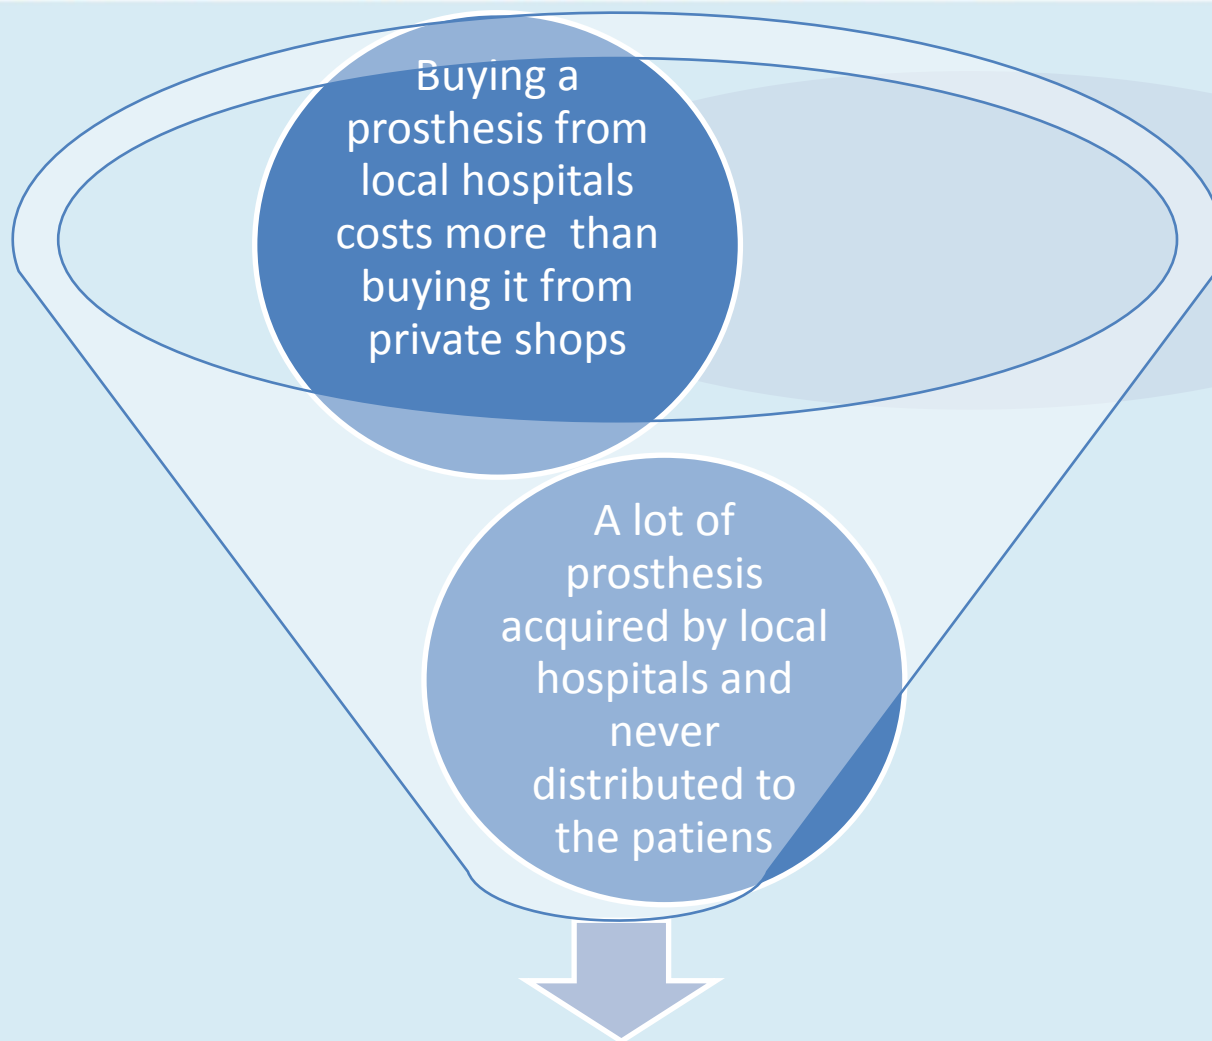 Buying a
prosthesis from
local hospitals
costs more  than
buying it from
private shops
A lot of
prosthesis
acquired by local
hospitals and
never
distributed to
the patiens